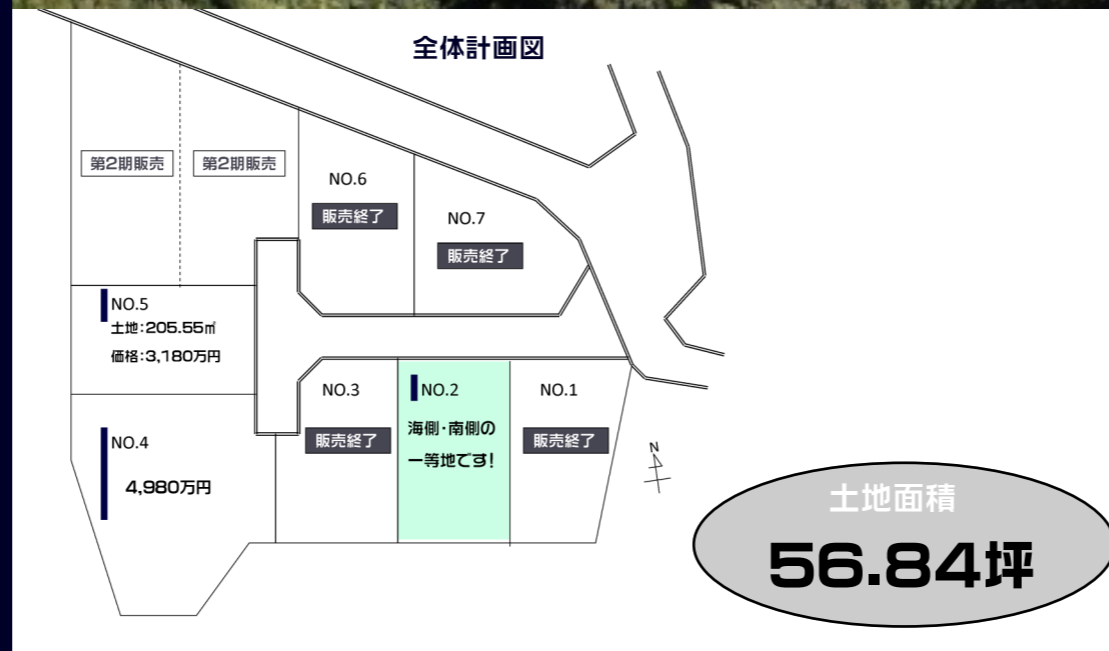 全体計画図
第2期販売
第2期販売
NO.6
販売終了
NO.7
販売終了
NO.5
土地:205.55㎡
価格:3,180万円
NO.4
4,980万円
NO.3
販売終了
NO.2
海側・南側の
一等地です!
NO.1
販売終了
N
土地面積
56.84坪